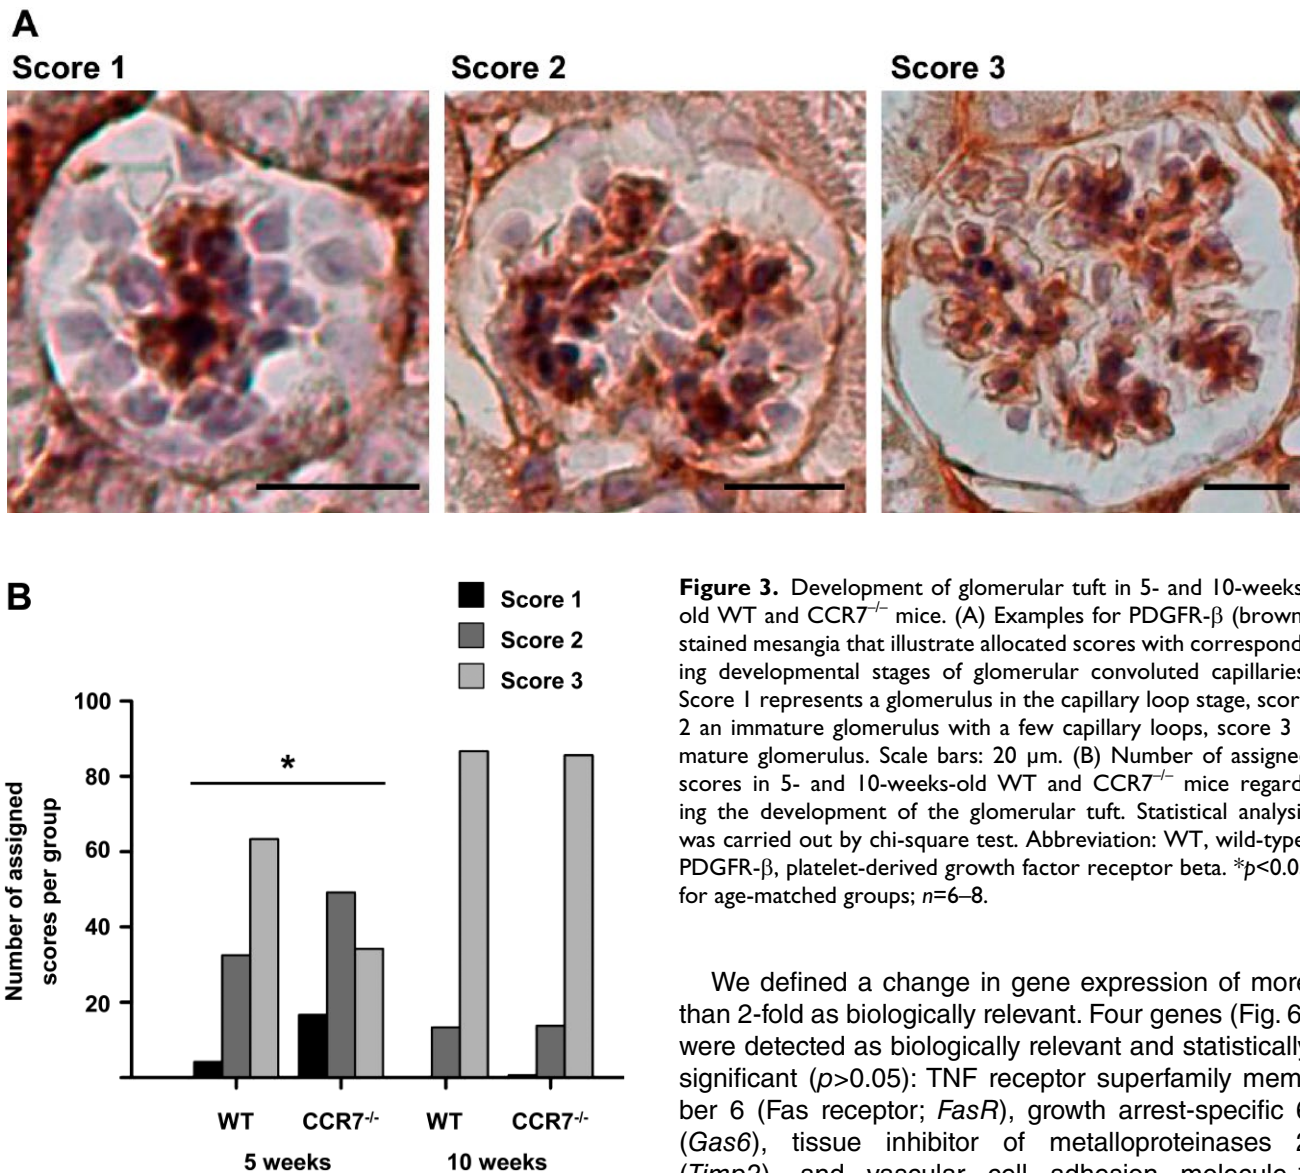 A
Score 1
Score 2
Score 3
B
Score 1
Score 2
Score 3
Number of assigned
scores per group
100
80
60
40
20
*
WT
CCR7-/-
WT
CCR7-/-
5 weeks
10 weeks
Figure 3. Development of glomerular tuft in 5- and 10-weeks
old WT and CCR7–/– mice. (A) Examples for PDGFR-β (brown
stained mesangia that illustrate allocated scores with correspond
ing developmental stages of glomerular convoluted capillaries
Score 1 represents a glomerulus in the capillary loop stage, scor
2 an immature glomerulus with a few capillary loops, score 3
mature glomerulus. Scale bars: 20 µm. (B) Number of assigne
scores in 5- and 10-weeks-old WT and CCR7–/– mice regard
ing the development of the glomerular tuft. Statistical analysi
was carried out by chi-square test. Abbreviation: WT, wild-type
PDGFR-β, platelet-derived growth factor receptor beta. *p<0.0
for age-matched groups; n=6–8.
We defined a change in gene expression of more
than 2-fold as biologically relevant. Four genes (Fig. 6
were detected as biologically relevant and statistically
significant (p>0.05): TNF receptor superfamily mem
ber 6 (Fas receptor; FasR), growth arrest-specific 6
(Gas6), tissue inhibitor of metalloproteinases 2
(Timp2), and vascular cell adhesion molecule